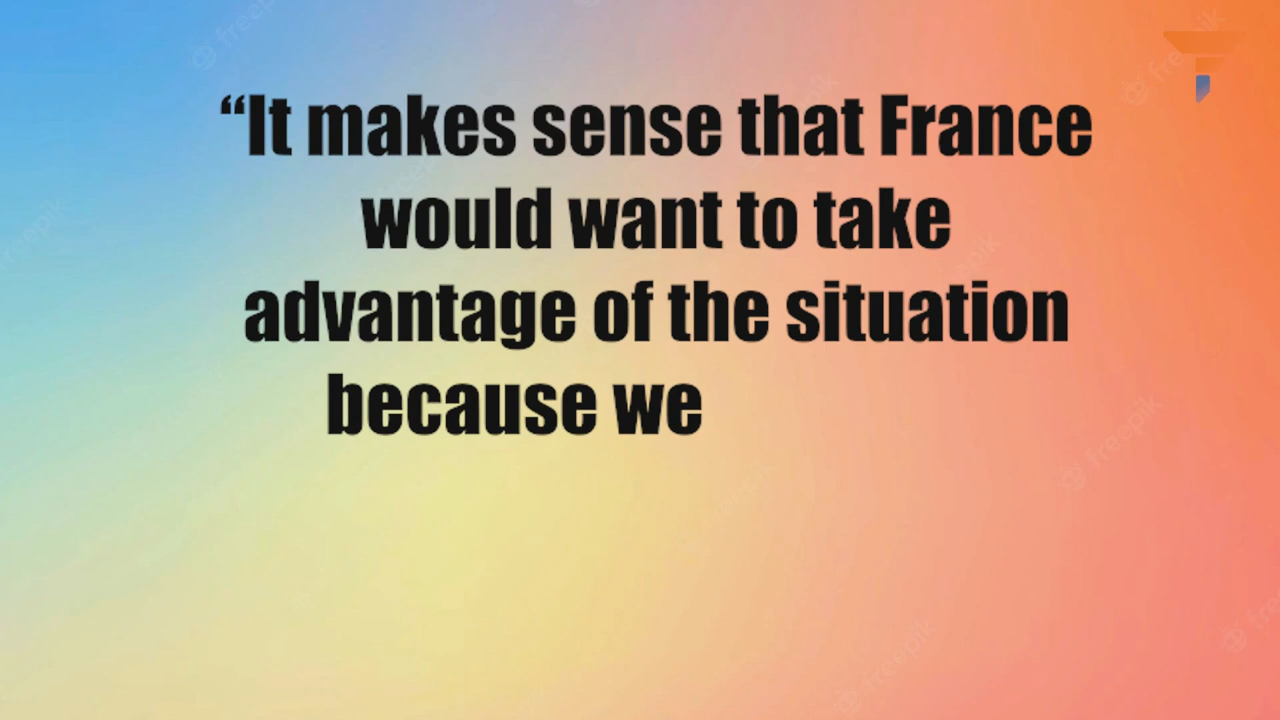 “It makes sense that France
would want to take
advantage of the situation
because we